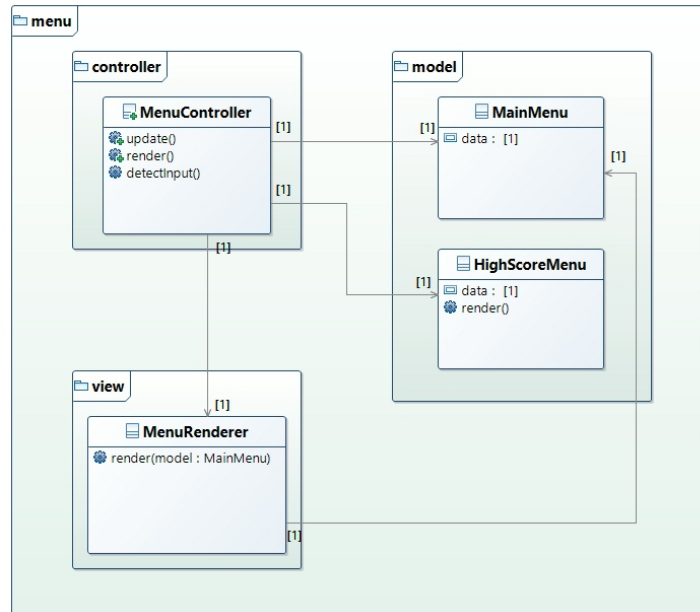 menu
controller
model
MenuController
update()
render()
detectInput()
[1]
[1]
[1]
MainMenu
data : [1]
[1]
[1]
HighScoreMenu
data : [1]
render()
[1]
view
[1]
MenuRenderer
render(model : MainMenu)
[1]